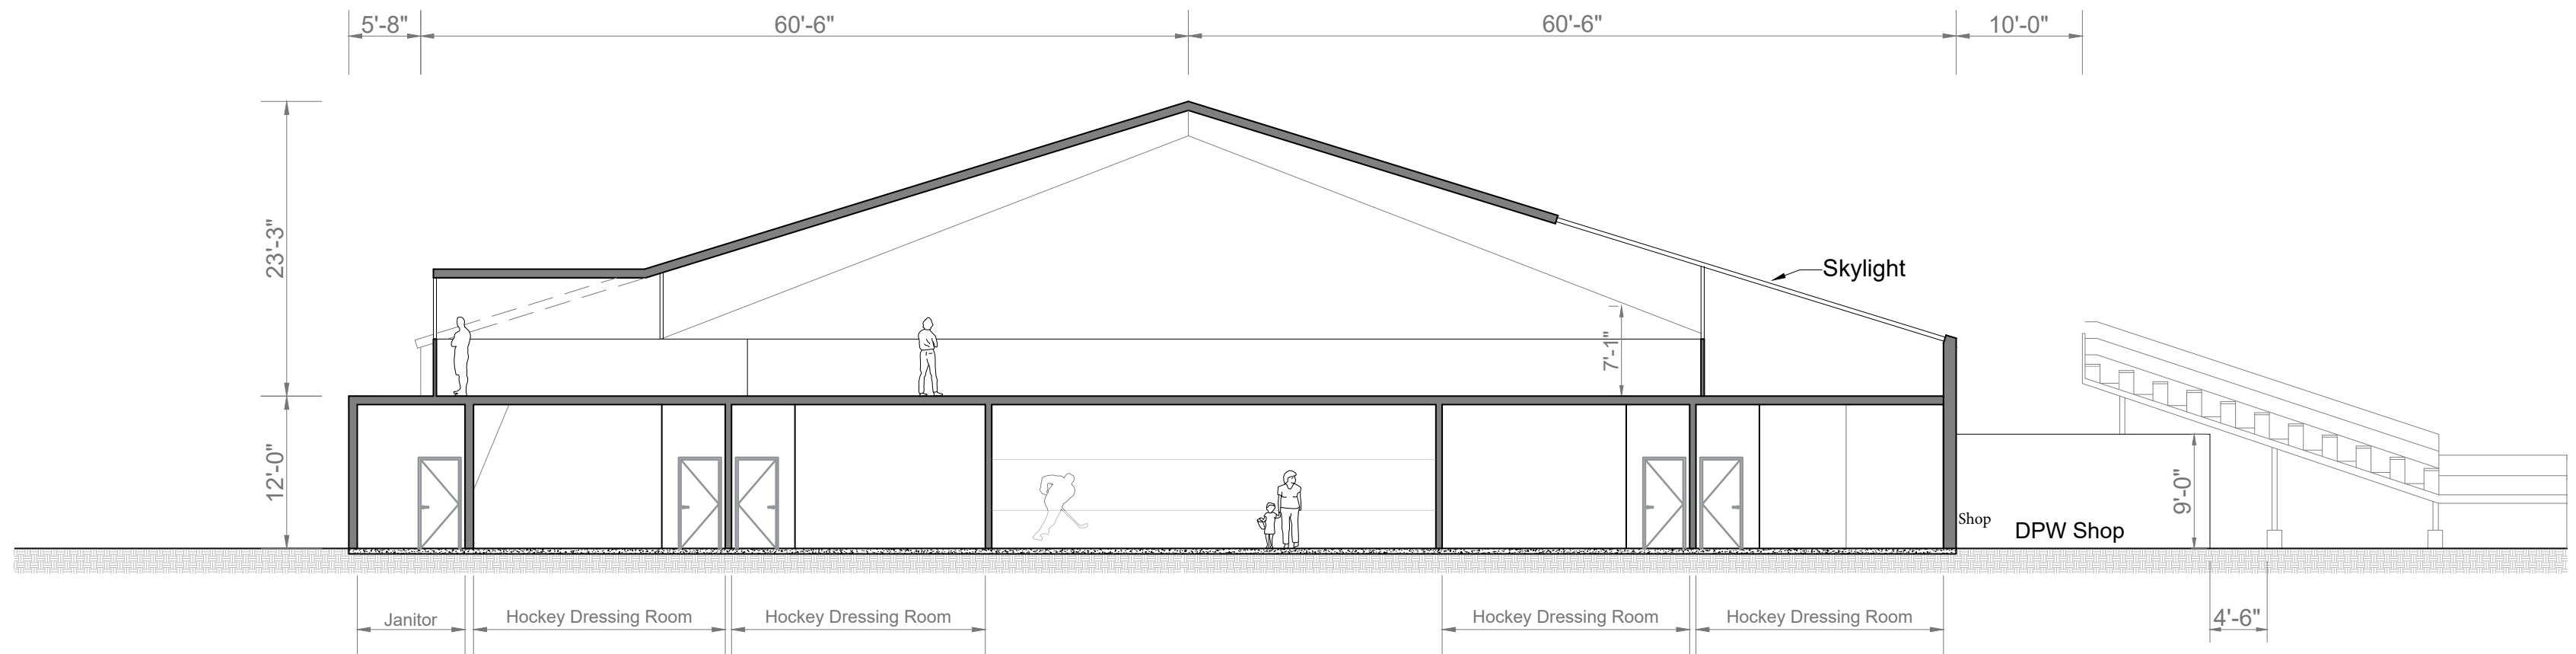 5'-8"
60'-6"
60'-6"
10'-0"
23'-3"
Skylight
7'-1"
12'-0"
9'-0"
Shop
DPW Shop
Janitor
Hockey Dressing Room
Hockey Dressing Room
Hockey Dressing Room
Hockey Dressing Room
4'-6"